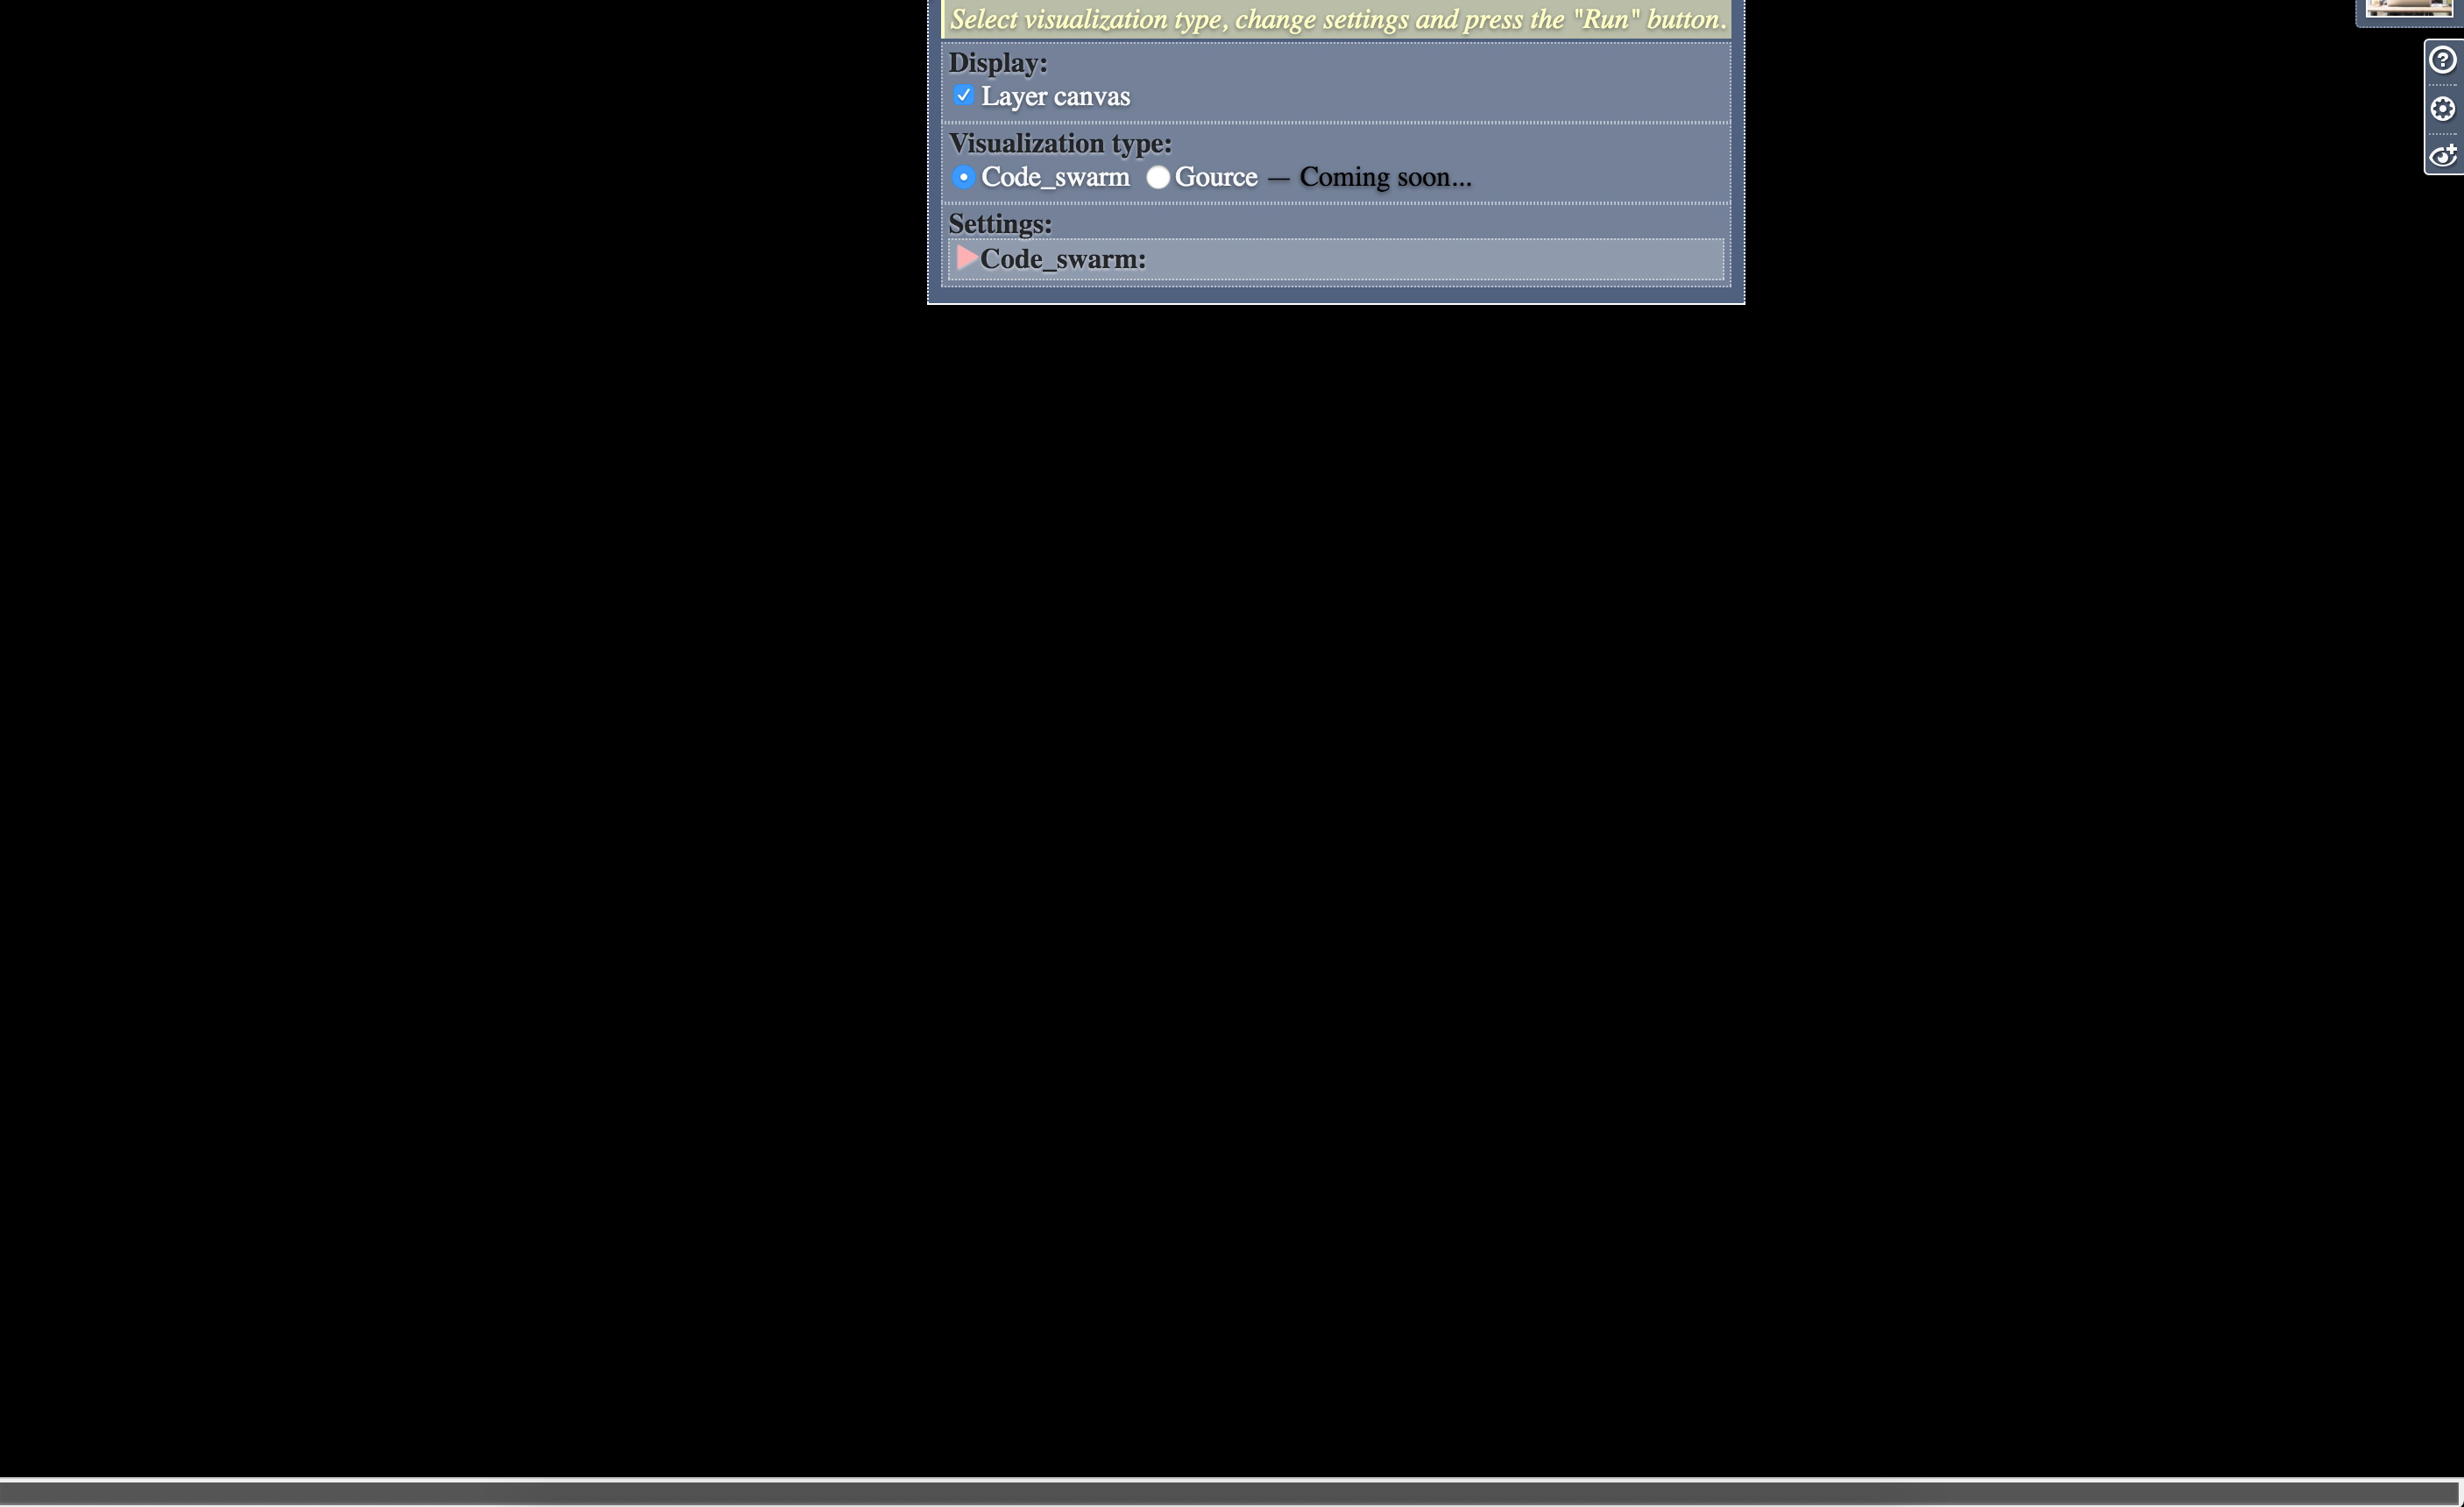 Select visualization type, change settings and press the "Run" button.
Display:
Layer canvas
Visualization type:
Code_swarm Gource — Coming soon...
Settings:
Code_swarm: